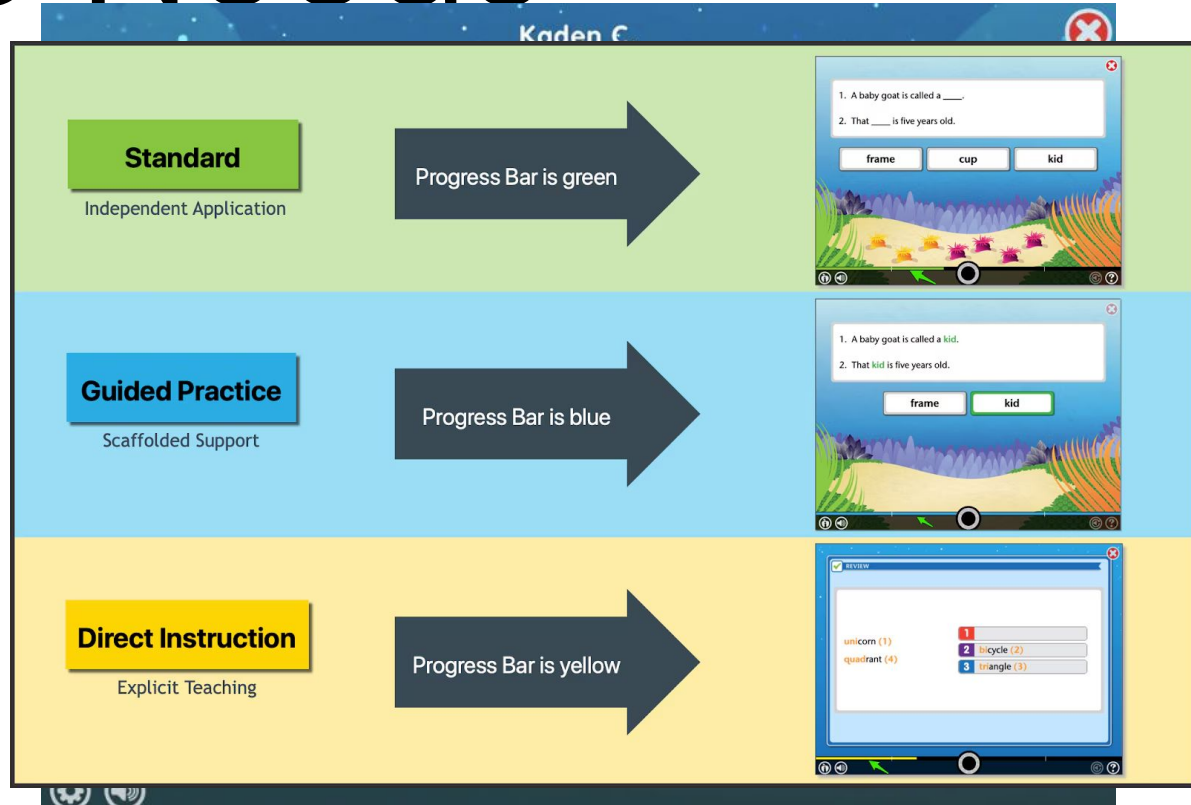 Kaden C.
Standard
Independent Application
Progress Bar is green
1. A baby goat is called a ____.
2. That ____ is five years old.
frame cup kid
Guided Practice
Scaffolded Support
Progress Bar is blue
1. A baby goat is called a kid.
2. That kid is five years old.
frame kid
Direct Instruction
Explicit Teaching
Progress Bar is yellow
REVIEW
unicorn (1)
quadrant (4)
1
2 bicycle (2)
3 triangle (3)